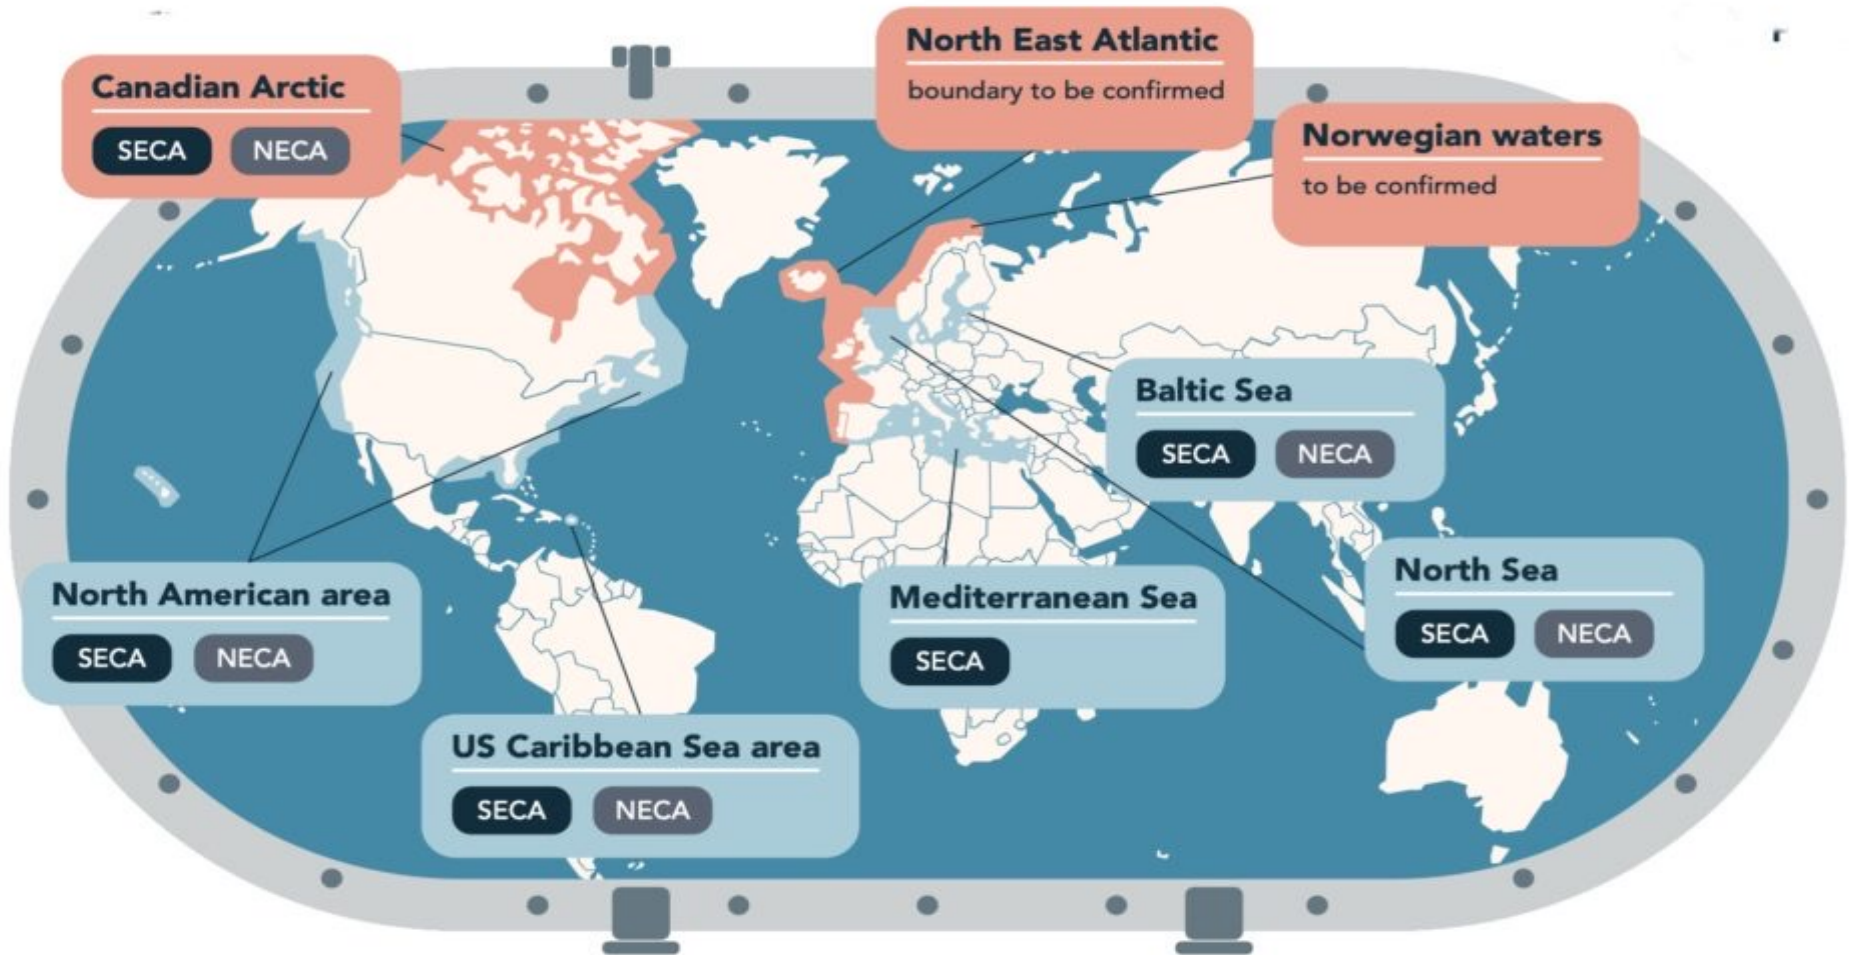 Canadian Arctic
SECA NECA
North East Atlantic
boundary to be confirmed
Norwegian waters
to be confirmed
Baltic Sea
SECA NECA
North American area
SECA NECA
Mediterranean Sea
SECA
North Sea
SECA NECA
US Caribbean Sea area
SECA NECA